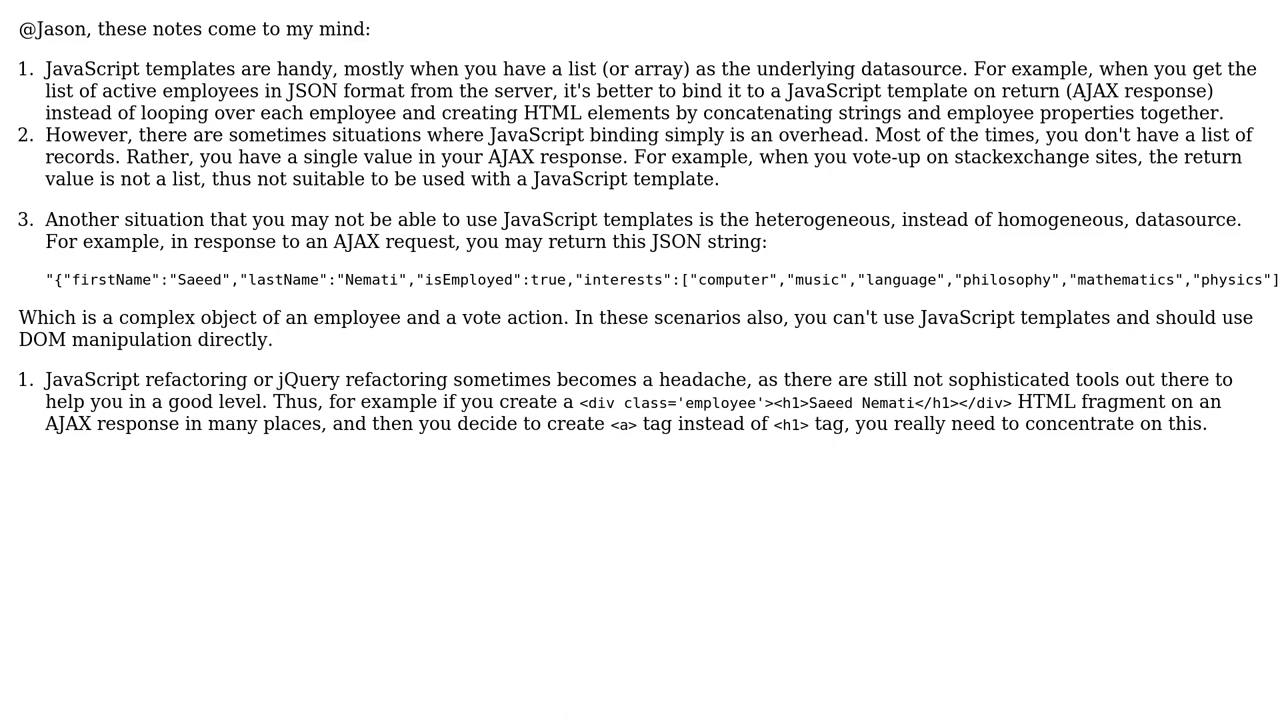 @Jason, these notes come to my mind:
1. JavaScript templates are handy, mostly when you have a list (or array) as the underlying datasource. For example, when you get the
list of active employees in JSON format from the server, it's better to bind it to a JavaScript template on return (AJAX response)
instead of looping over each employee and creating HTML elements by concatenating strings and employee properties together.
2. However, there are sometimes situations where JavaScript binding simply is an overhead. Most of the times, you don't have a list of
records. Rather, you have a single value in your AJAX response. For example, when you vote-up on stackexchange sites, the return
value is not a list, thus not suitable to be used with a JavaScript template.
3. Another situation that you may not be able to use JavaScript templates is the heterogeneous, instead of homogeneous, datasource.
For example, in response to an AJAX request, you may return this JSON string:
"{"firstName":"Saeed","lastName":"Nemati","isEmployed":true,"interests":["computer","music","language","philosophy","mathematics","physics"]
Which is a complex object of an employee and a vote action. In these scenarios also, you can't use JavaScript templates and should use
DOM manipulation directly.
1. JavaScript refactoring or jQuery refactoring sometimes becomes a headache, as there are still not sophisticated tools out there to
help you in a good level. Thus, for example if you create a <div class='employee'><h1>Saeed Nemati</h1></div> HTML fragment on an
AJAX response in many places, and then you decide to create <a> tag instead of <h1> tag, you really need to concentrate on this.